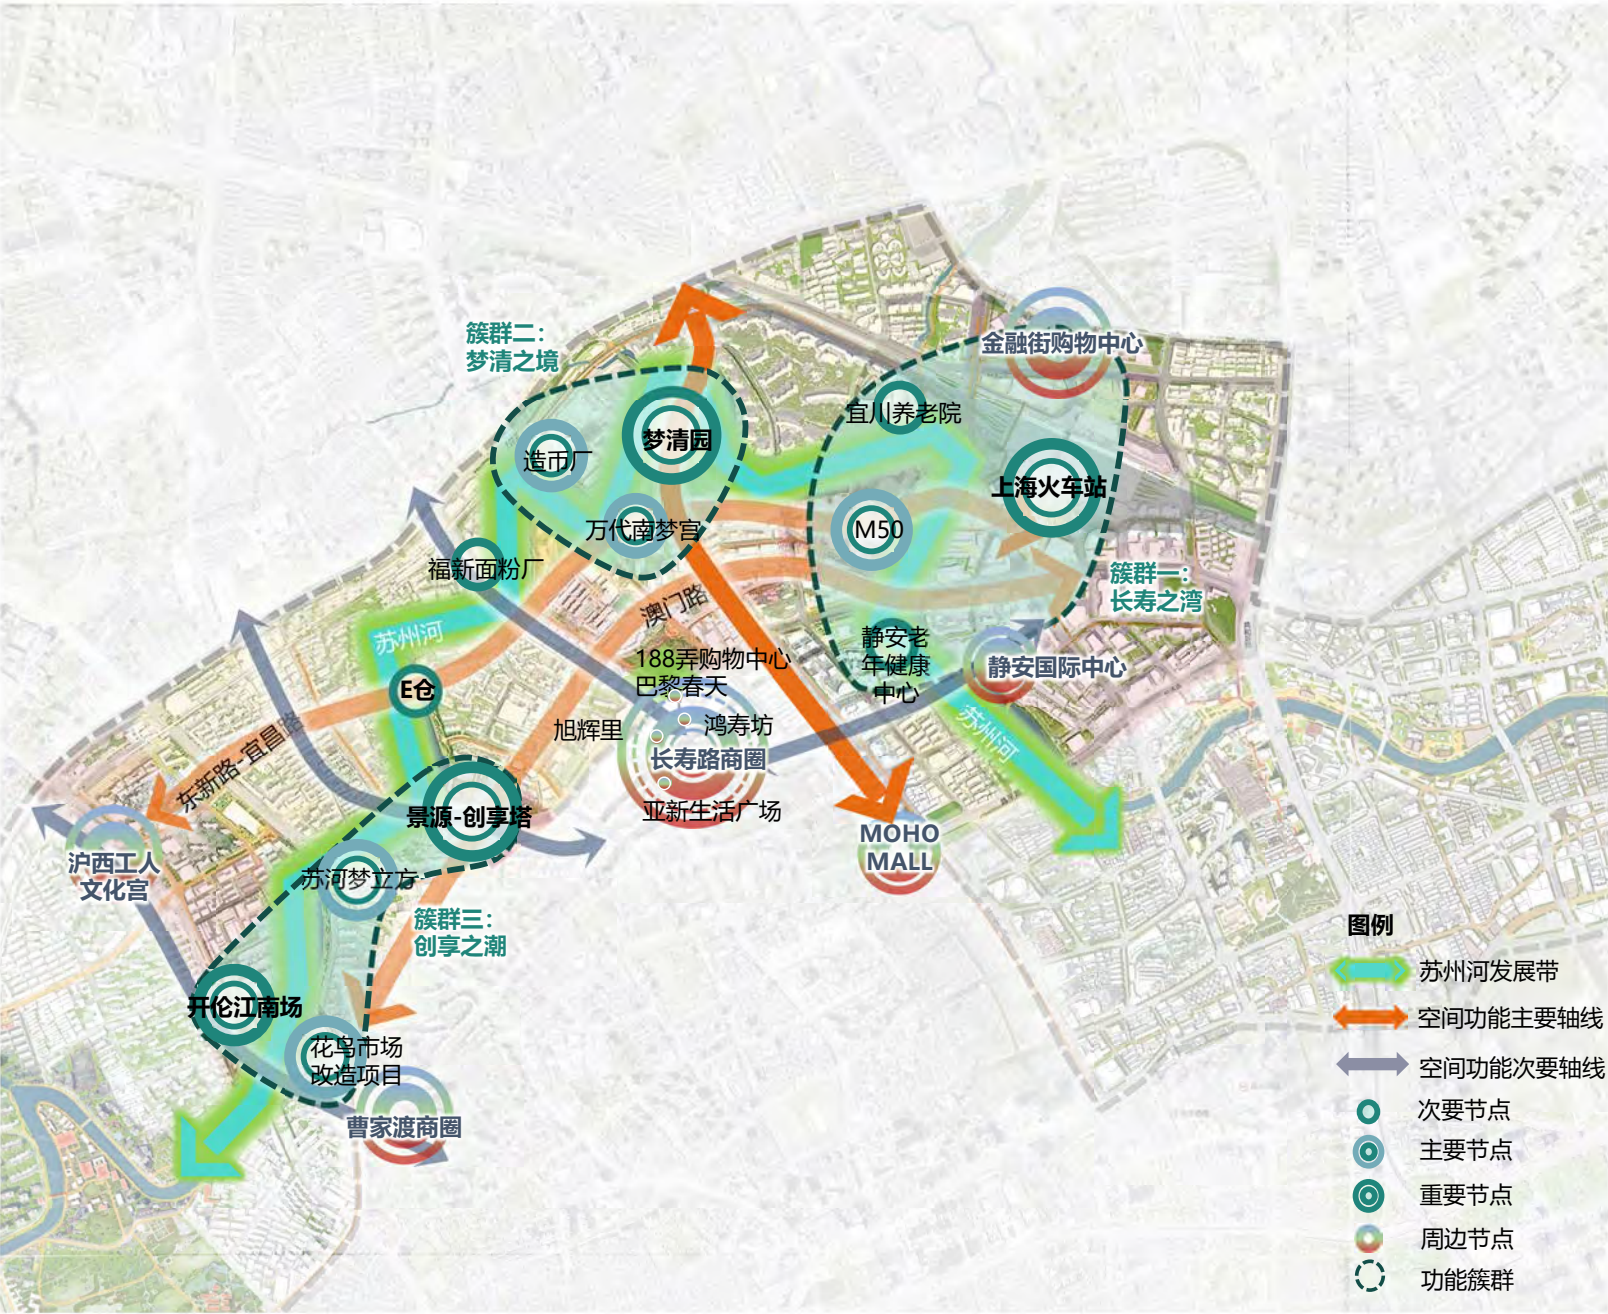 金融街购物中心
簇群二：
梦清之境
宜川养老院
梦清园
造币厂
上海火车站
万代南梦宫
M50
福新面粉厂
簇群一：
长寿之湾
澳门路
苏州河
静安老
年健康
中心
188弄购物中心
巴黎春天
静安国际中心
E仓
旭辉里
鸿寿坊
苏州河
长寿路商圈
东新路-宜昌路
亚新生活广场
景源-创享塔
MOHO
MALL
沪西工人
文化宫
苏河梦立方
簇群三：
创享之潮
开伦江南场
花鸟市场
改造项目
曹家渡商圈
图例
苏州河发展带
空间功能主要轴线
空间功能次要轴线
次要节点
主要节点
重要节点
周边节点
功能簇群